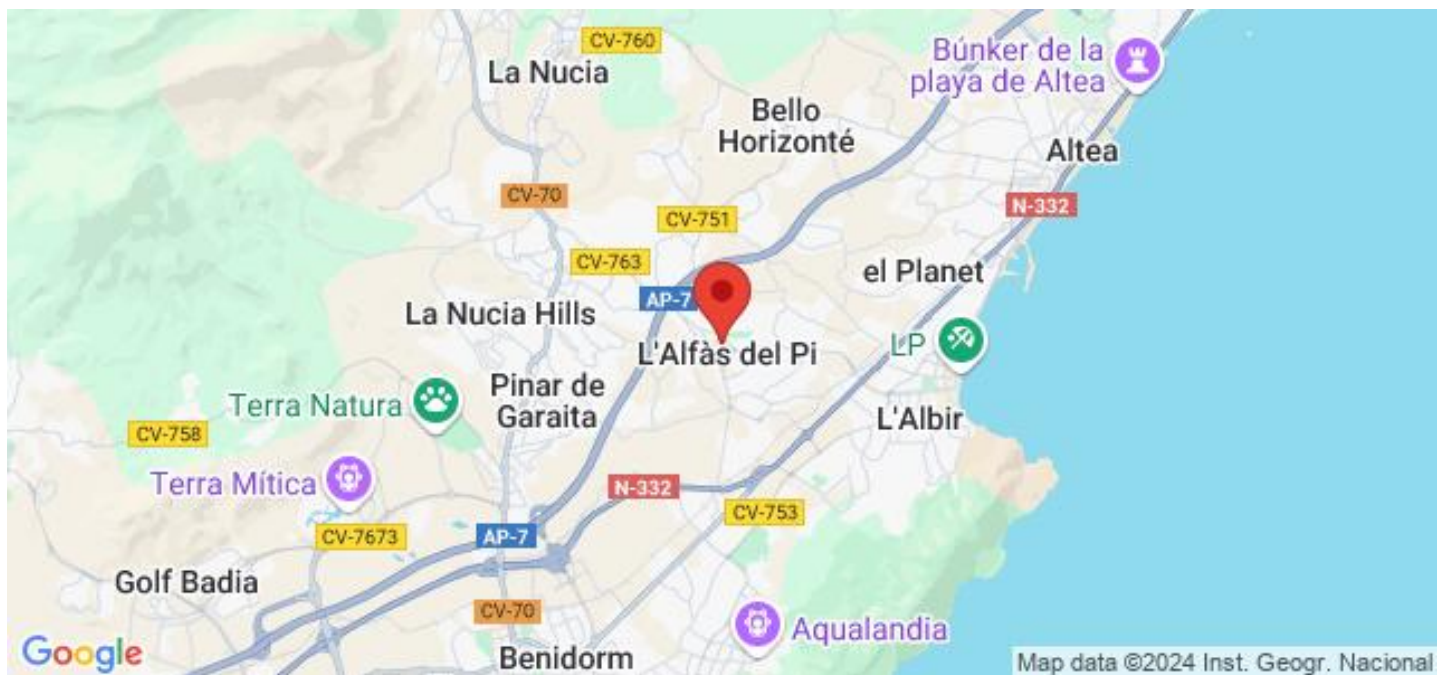 CV-760
La Nucia
Búnker de la
playa de Altea
Bello
Horizonté
Altea
CV-70
N-332
CV-751
CV-763
el Planet
AP-7
La Nucia Hills
L'Alfàs del Pi
LP
Pinar de
Garaita
Terra Natura
L'Albir
CV-758
Terra Mítica
N-332
CV-753
CV-7673
AP-7
Golf Badia
CV-70
Aqualandia
Google
Benidorm
Map data ©2024 Inst. Geogr. Nacional